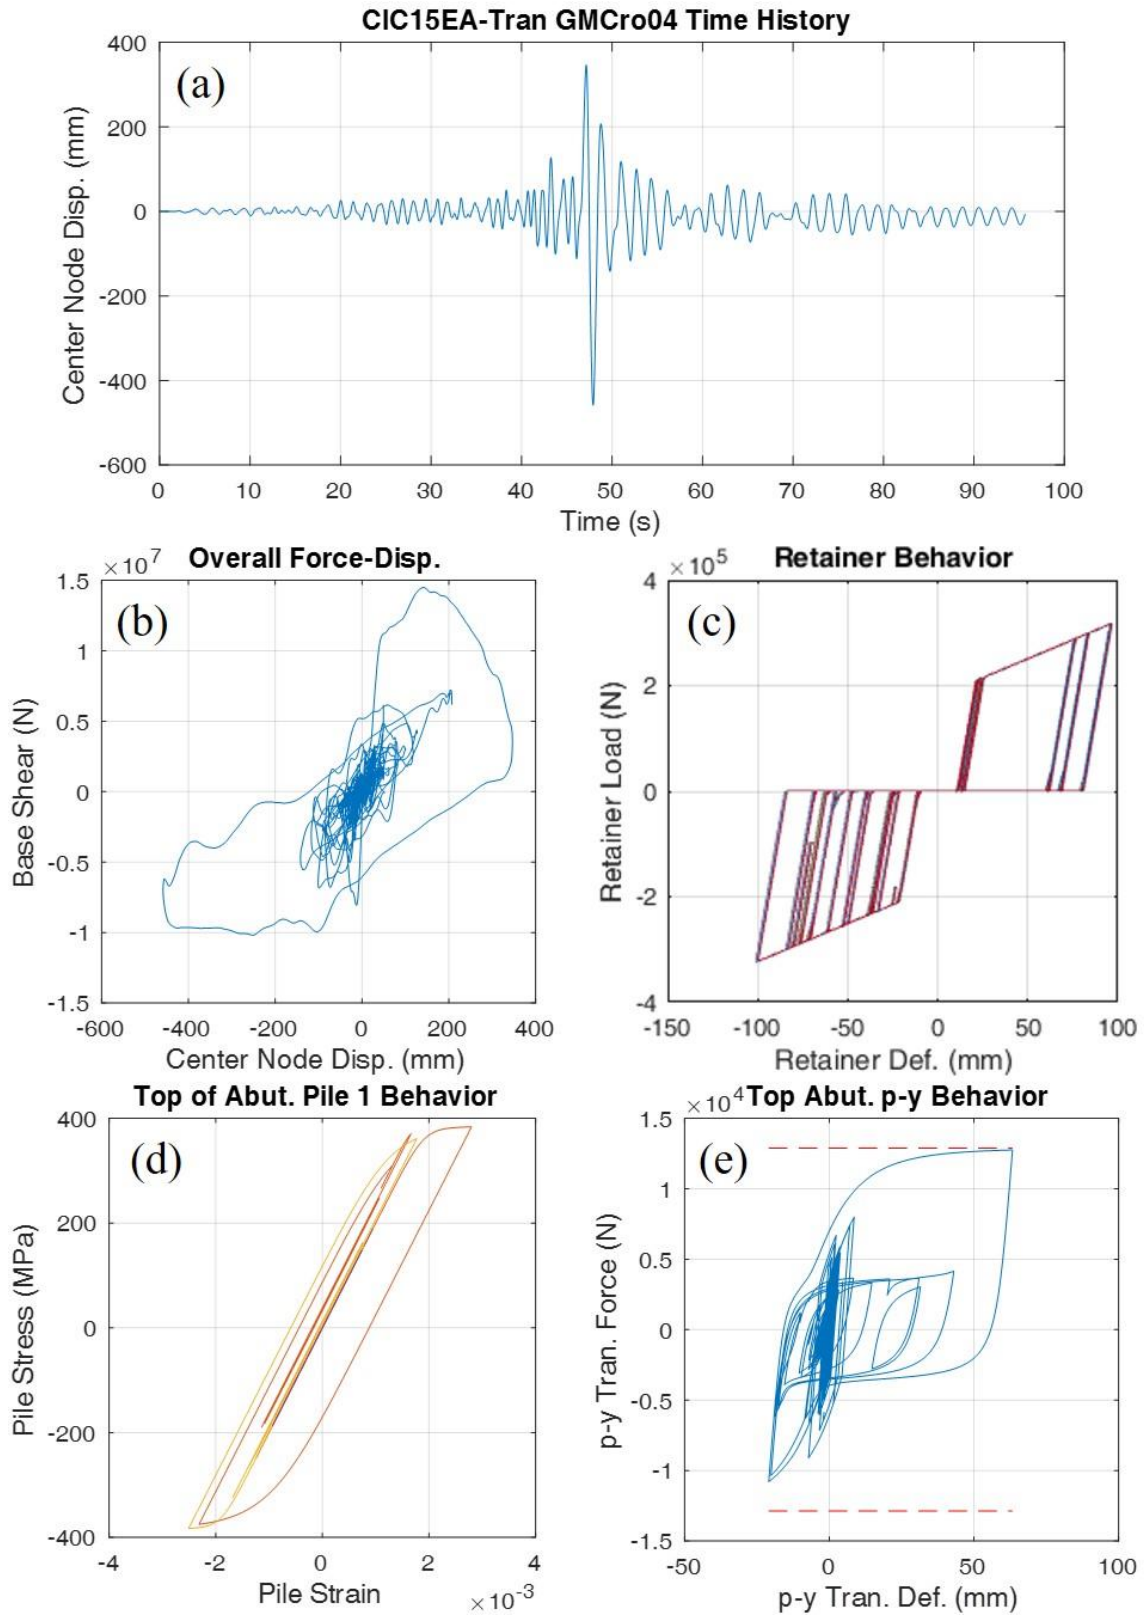 ClC15EA-Tran GMCro04 Time History
(a)
400
200
0
-200
-400
-600
Center Node Disp. (mm)
0 10 20 30 40 50 60 70 80 90 100
Time (s)
×10^7 Overall Force-Disp.
(b)
1.5
1
0.5
0
-0.5
-1
-1.5
Base Shear (N)
-600 -400 -200 0 200 400
Center Node Disp. (mm)
×10^5 Retainer Behavior
(c)
4
2
0
-2
-4
Retainer Load (N)
-150 -100 -50 0 50 100
Retainer Def. (mm)
Top of Abut. Pile 1 Behavior
(d)
400
200
0
-200
-400
Pile Stress (MPa)
-4 -2 0 2 4
Pile Strain ×10^-3
×10^4 Top Abut. p-y Behavior
(e)
1.5
1
0.5
0
-0.5
-1
-1.5
p-y Tran. Force (N)
-50 0 50 100
p-y Tran. Def. (mm)